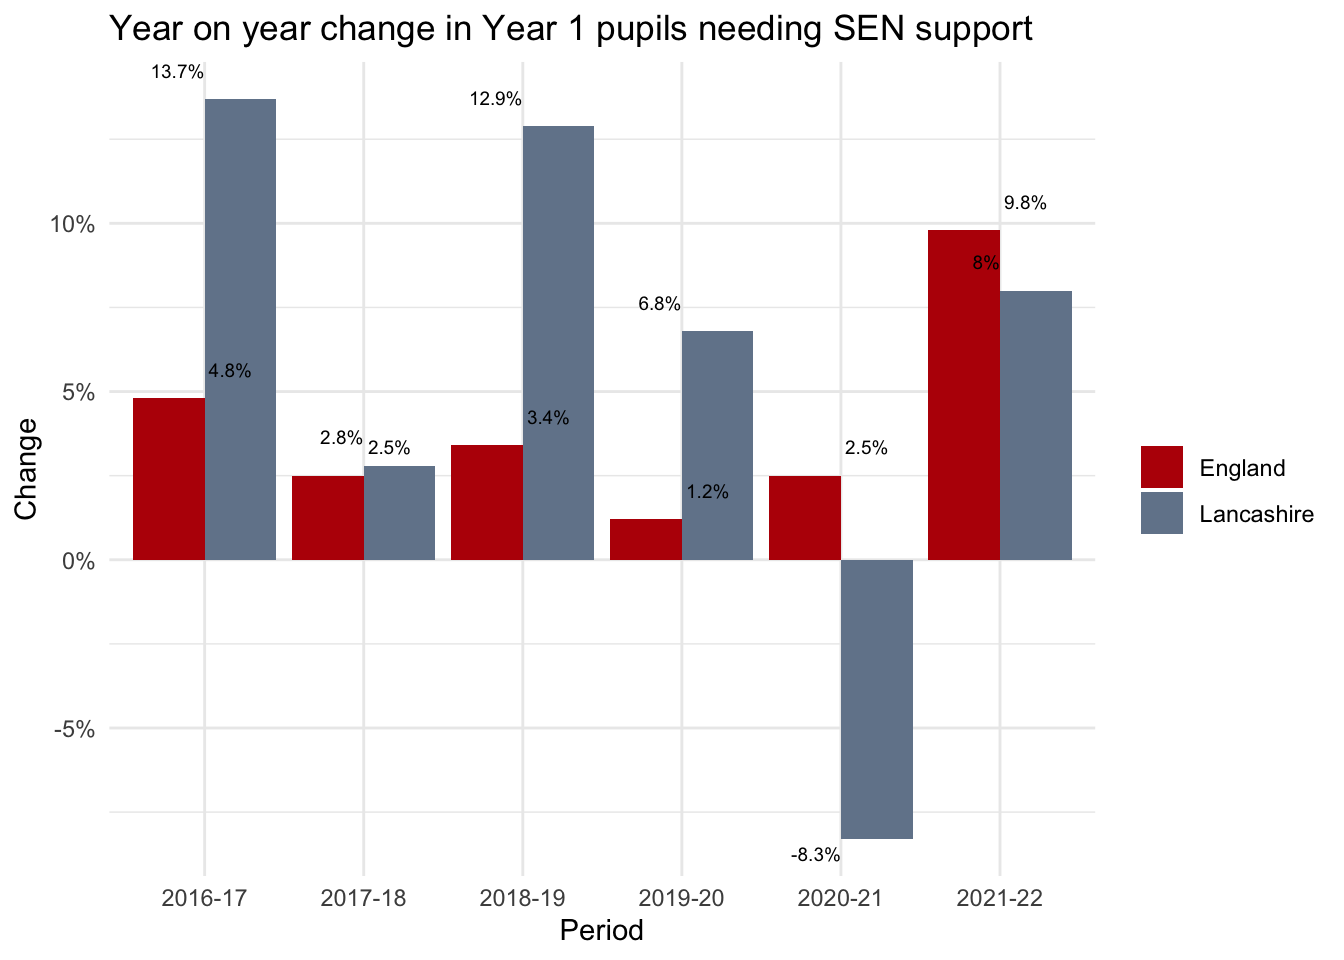 Year on year change in Year 1 pupils needing SEN support
13.7%
12.9%
9.8%
10%
8%
6.8%
4.8%
5%
3.4%
2.8%
2.5%
2.5%
1.2%
Change
England
Lancashire
0%
-5%
-8.3%
2016-17 2017-18 2018-19 2019-20 2020-21 2021-22
Period